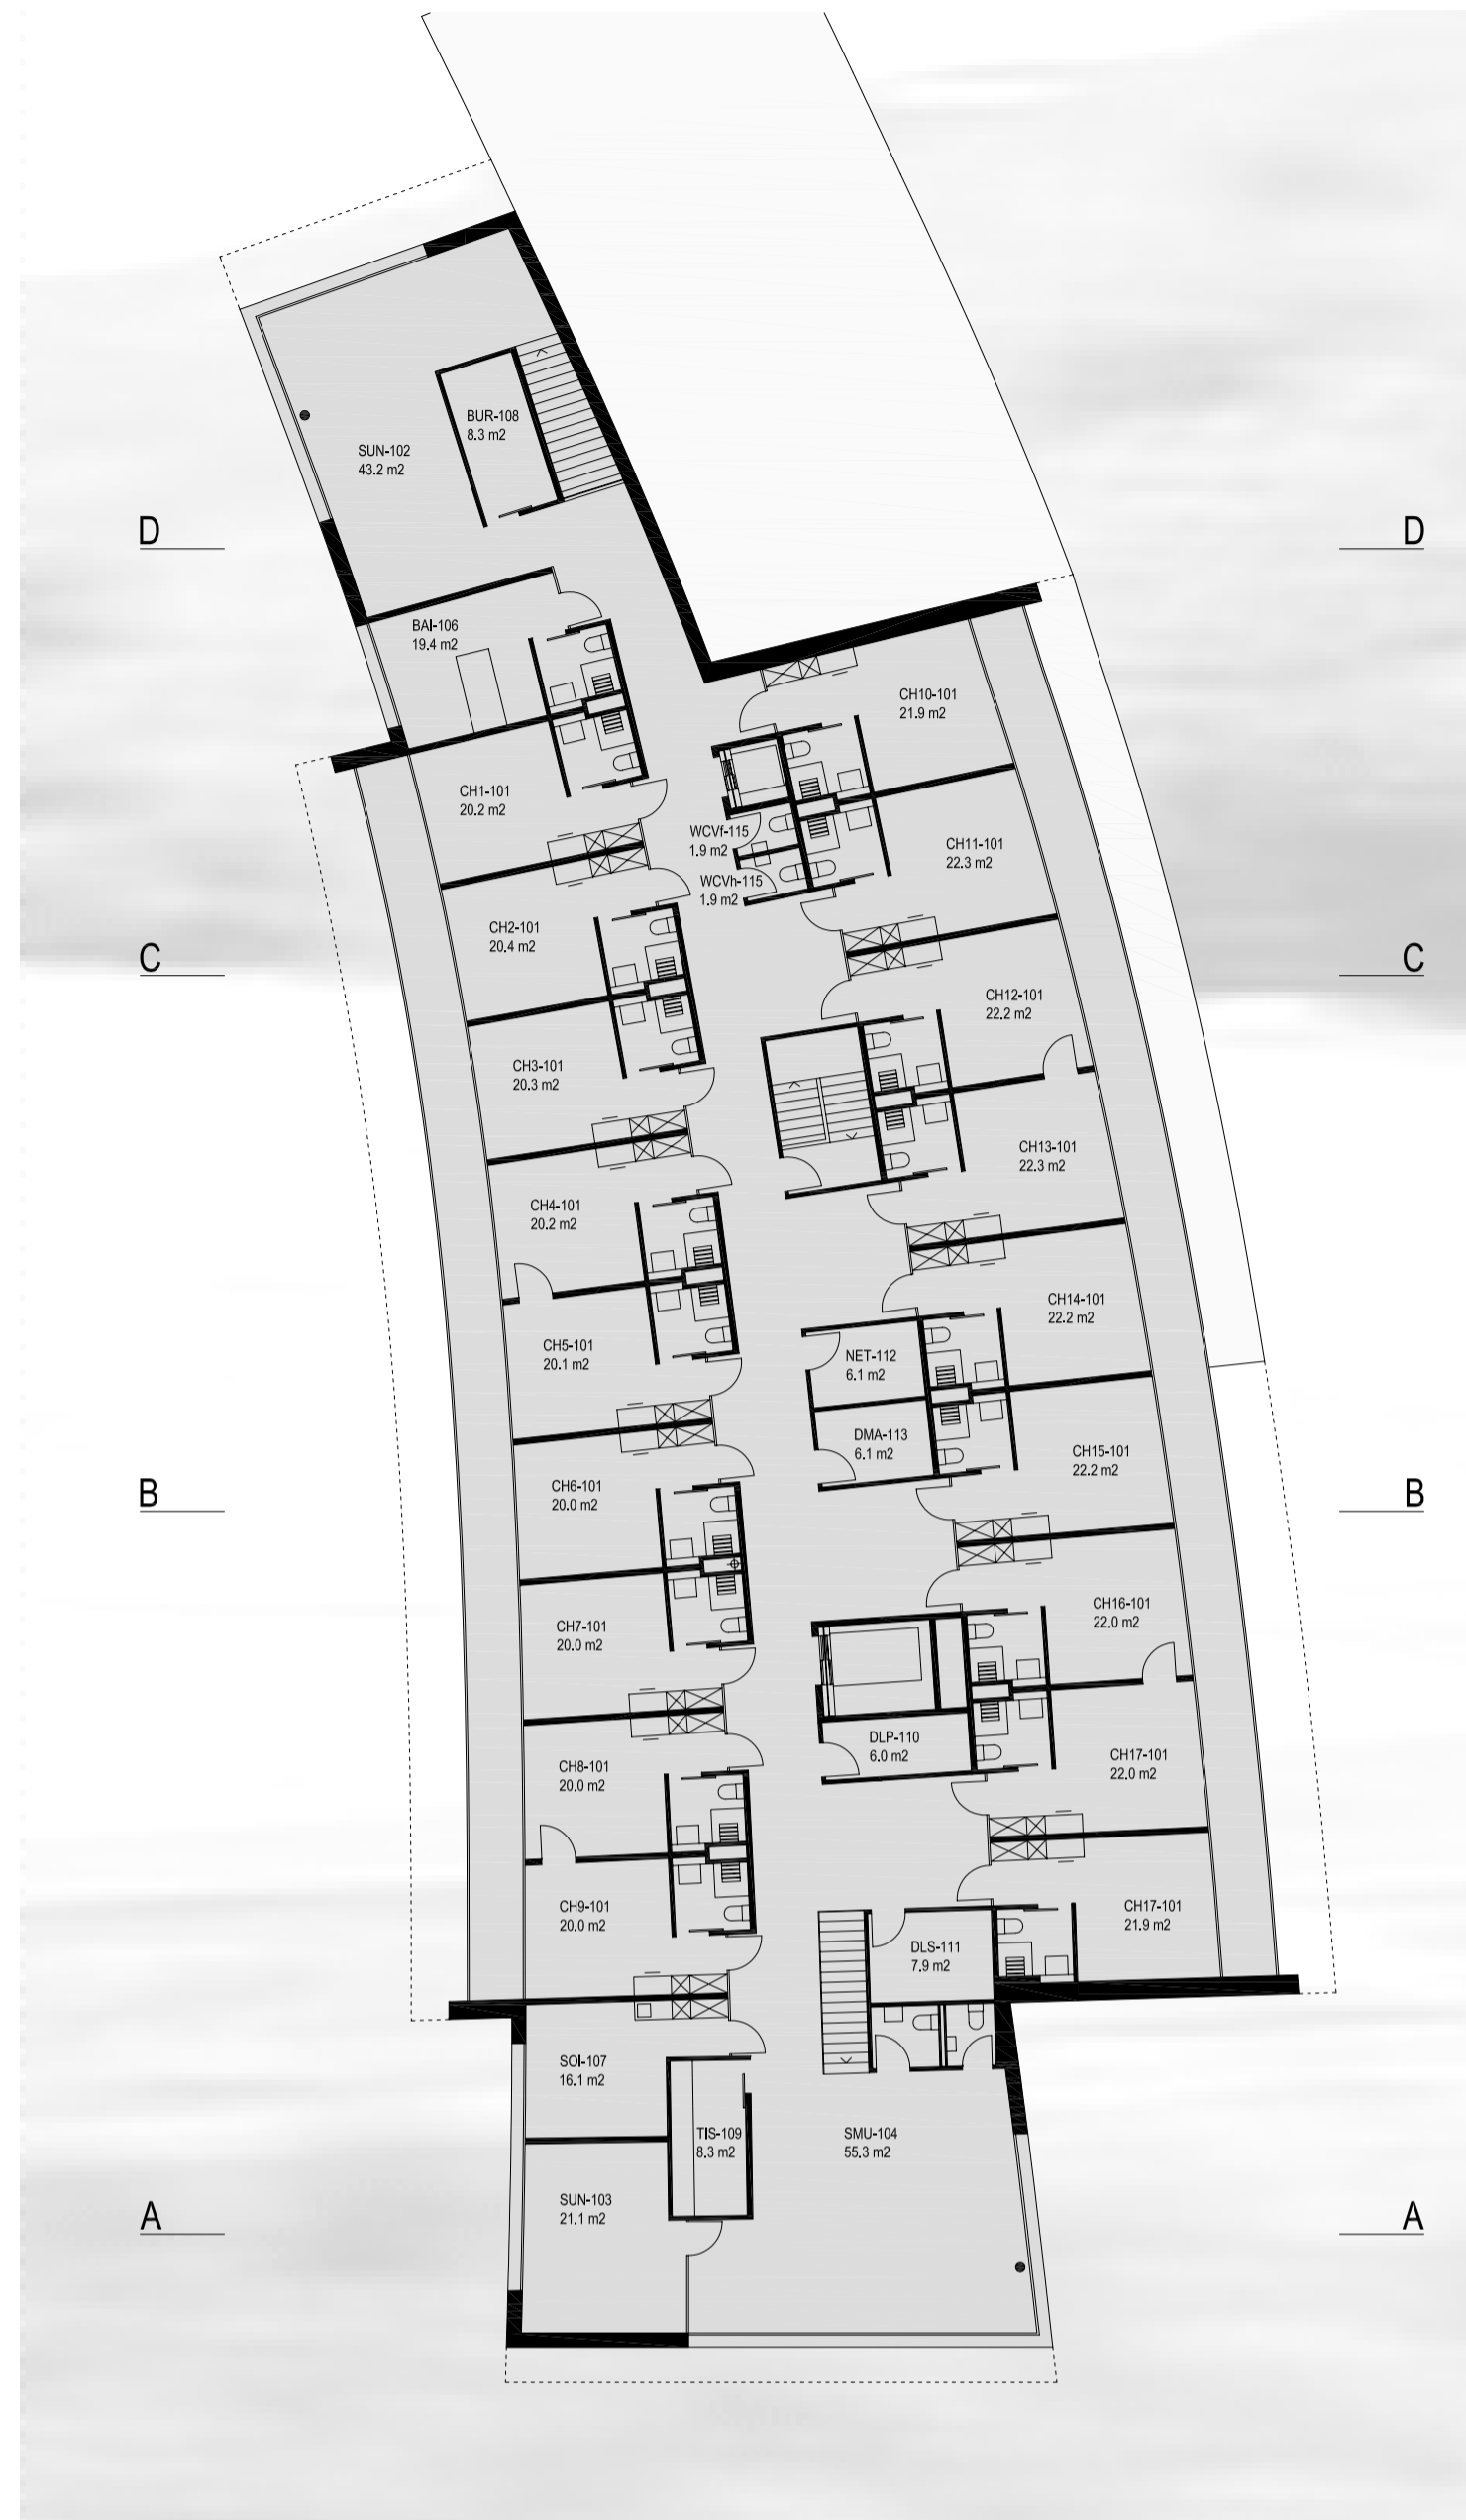 BUR-108
8.3 m2
SUN-102
43.2 m2
D
D
BAI-106
19.4 m2
CH10-101
21.9 m2
CH1-101
20.2 m2
WCVf-115
1.9 m2
CH11-101
22.3 m2
WCVh-115
1.9 m2
CH2-101
20.4 m2
C
C
CH12-101
22.2 m2
CH3-101
20.3 m2
CH13-101
22.3 m2
CH4-101
20.2 m2
CH14-101
22.2 m2
CH5-101
20.1 m2
NET-112
6.1 m2
DMA-113
6.1 m2
CH15-101
22.2 m2
CH6-101
20.0 m2
B
B
CH16-101
22.0 m2
CH7-101
20.0 m2
DLP-110
6.0 m2
CH17-101
22.0 m2
CH8-101
20.0 m2
CH9-101
20.0 m2
CH17-101
21.9 m2
DLS-111
7.9 m2
SOI-107
16.1 m2
TIS-109
8.3 m2
SMU-104
55.3 m2
SUN-103
21.1 m2
A
A